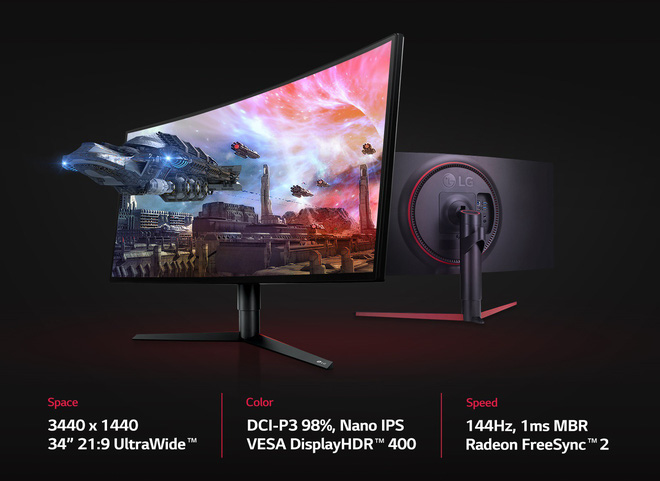 LG
Space
3440 x 1440
34” 21:9 UltraWide™
Color
DCI-P3 98%, Nano IPS
VESA DisplayHDR™ 400
Speed
144Hz, 1ms MBR
Radeon FreeSync™ 2